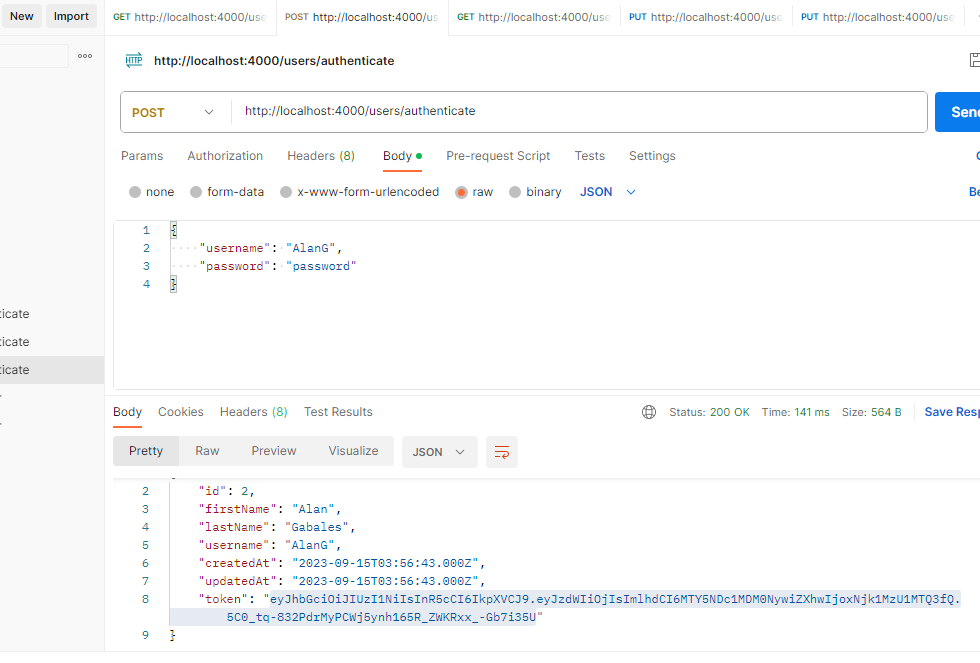 New Import GET http://localhost:4000/use POST http://localhost:4000/us GET http://localhost:4000/use PUT http://localhost:4000/use PUT http://localhost:4000/use
ooo HTTP http://localhost:4000/users/authenticate
POST http://localhost:4000/users/authenticate Send
Params Authorization Headers (8) Body Pre-request Script Tests Settings
none form-data x-www-form-urlencoded raw binary JSON Be
1 {
2 "username": "AlanG",
3 "password": "password"
4 }
ticate
ticate
ticate
Body Cookies Headers (8) Test Results Status: 200 OK Time: 141 ms Size: 564 B Save Resp
Pretty Raw Preview Visualize JSON
2 "id": 2,
3 "firstName": "Alan",
4 "lastName": "Gabales",
5 "username": "AlanG",
6 "createdAt": "2023-09-15T03:56:43.000Z",
7 "updatedAt": "2023-09-15T03:56:43.000Z",
8 "token": "eyJhbGciOiJIUzI1NiIsInR5cCI6IkpXVCJ9.eyJzdWIiOjIsImlhdCI6MTY5NDc1MDM0NywiZXhwIjoxNjk1MzU1MTQ3fQ.
5C0_tq-832PdrMyPCWj5ynh165R_ZWKRxx_-Gb7i35U"
9 }